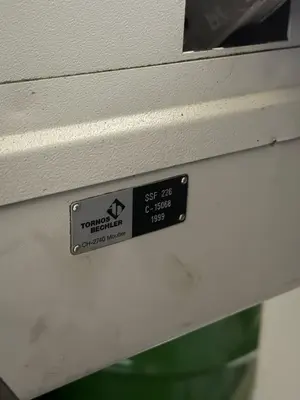 TORNOS
BECHLER
CH-2740 Moutier
SSF 226
C-15068
1999